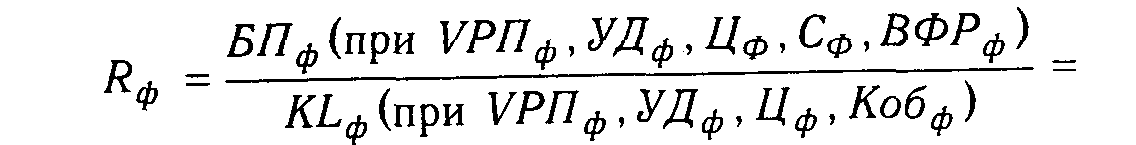 R_ф = БП_ф (при VРП_ф, УД_ф, Ц_Ф, С_Ф, ВФР_ф) / KL_ф (при VРП_ф, УД_ф, Ц_ф, Коб_ф) =